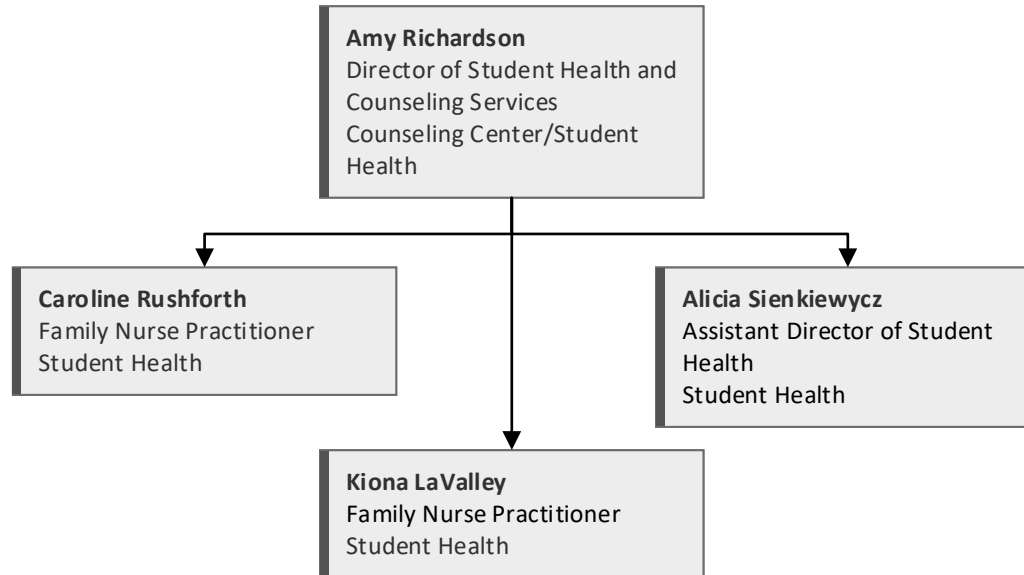 Amy Richardson
Director of Student Health and
Counseling Services
Counseling Center/Student
Health
Caroline Rushforth
Family Nurse Practitioner
Student Health
Alicia Sienkiewycz
Assistant Director of Student
Health
Student Health
Kiona LaValley
Family Nurse Practitioner
Student Health